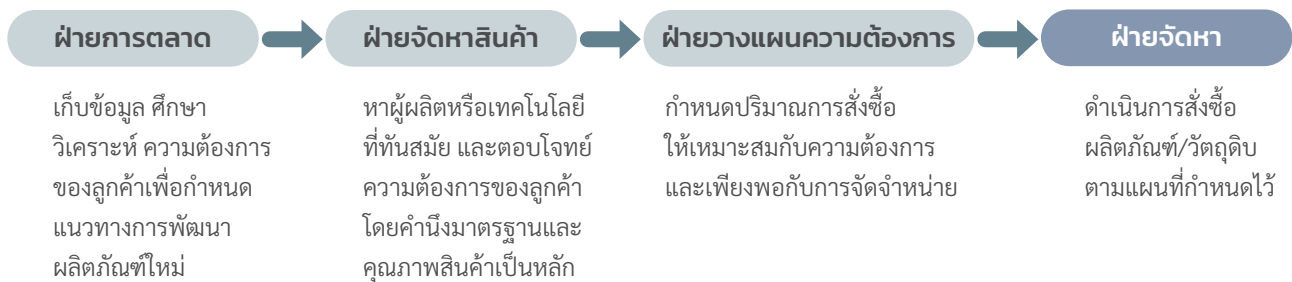 ฝ่ายการตลาด
เก็บข้อมูล ศึกษา
วิเคราะห์ ความต้องการ
ของลูกค้าเพื่อกำหนด
แนวทางการพัฒนา
ผลิตภัณฑ์ใหม่
ฝ่ายจัดหาสินค้า
หาผู้ผลิตหรือเทคโนโลยี
ที่ทันสมัย และตอบโจทย์
ความต้องการของลูกค้า
โดยคำนึงมาตรฐานและ
คุณภาพสินค้าเป็นหลัก
ฝ่ายวางแผนความต้องการ
กำหนดปริมาณการสั่งซื้อ
ให้เหมาะสมกับความต้องการ
และเพียงพอกับการจัดจำหน่าย
ฝ่ายจัดหา
ดำเนินการสั่งซื้อ
ผลิตภัณฑ์/วัตถุดิบ
ตามแผนที่กำหนดไว้